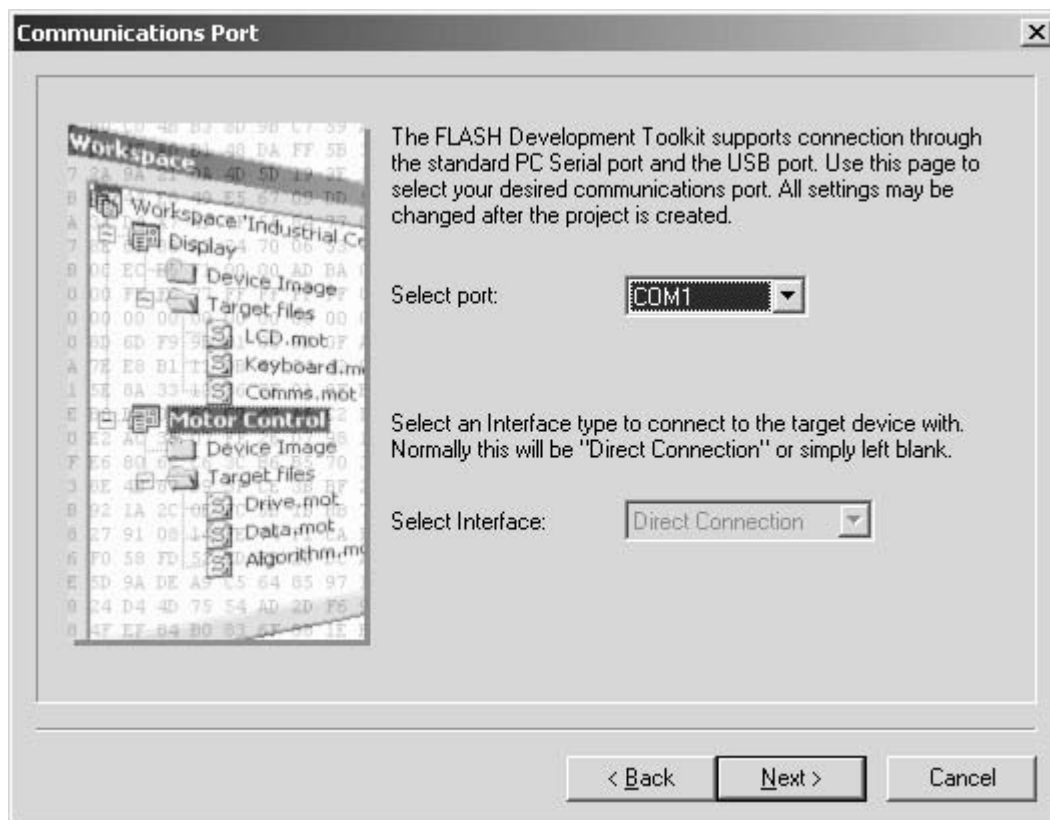 Communications Port
Workspace
Workspace 'Industrial Co
Display
Device Image
Target files
LCD.mot
Keyboard.m
Comms.mot
Motor Control
Device Image
Target files
Drive.mot
Data.mot
Algorithm.mo
The FLASH Development Toolkit supports connection through
the standard PC Serial port and the USB port. Use this page to
select your desired communications port. All settings may be
changed after the project is created.
Select port:
COM1
Select an Interface type to connect to the target device with.
Normally this will be "Direct Connection" or simply left blank.
Select Interface:
Direct Connection
< Back
Next >
Cancel